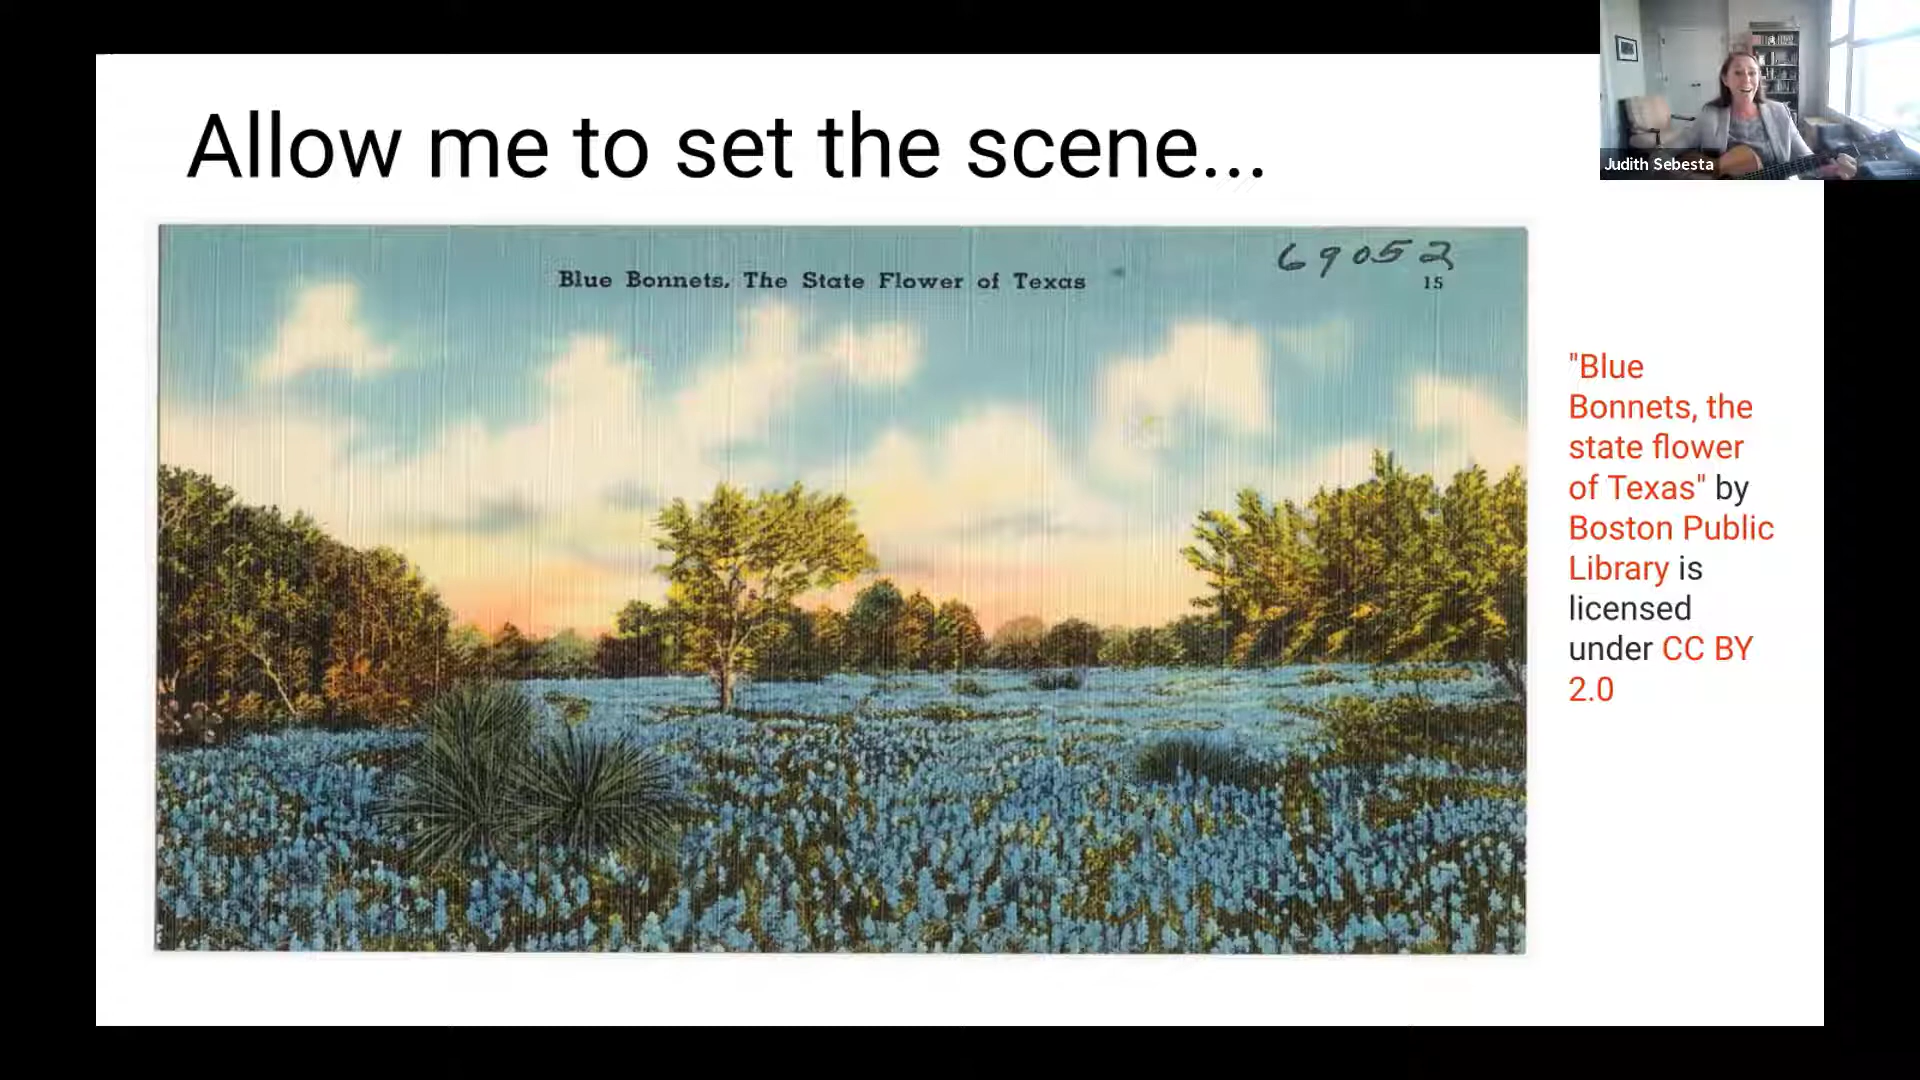 Allow me to set the scene...
Judith Sebesta
69052
Blue Bonnets, The State Flower of Texas
15
"Blue
Bonnets, the
state flower
of Texas" by
Boston Public
Library is
licensed
under CC BY
2.0